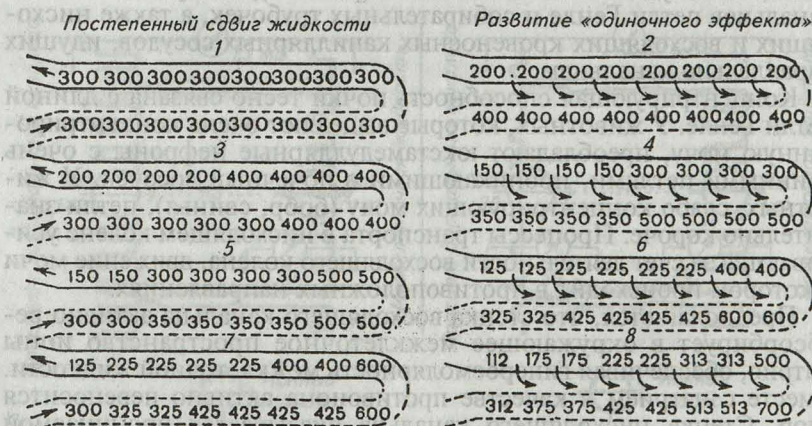 Постепенный сдвиг жидкости
1
300 300 300 300 300 300 300 300
300 300 300 300 300 300 300 300
3
200 200 200 200 400 400 400 400
300 300 300 300 300 400 400 400
5
150 150 300 300 300 300 500 500
300 300 350 350 350 350 500 500
125 225 225 225 225 400 400 600
300 325 325 425 425 425 600
Развитие «одиночного эффекта»
2
200 200 200 200 200 200 200 200
400 400 400 400 400 400 400 400
4
150 150 150 150 300 300 300 300
350 350 350 350 500 500 500 500
6
125 125 225 225 225 225 400 400
325 325 425 425 425 425 600 600
8
112 175 175 225 225 313 313 500
312 375 375 425 425 513 513 700